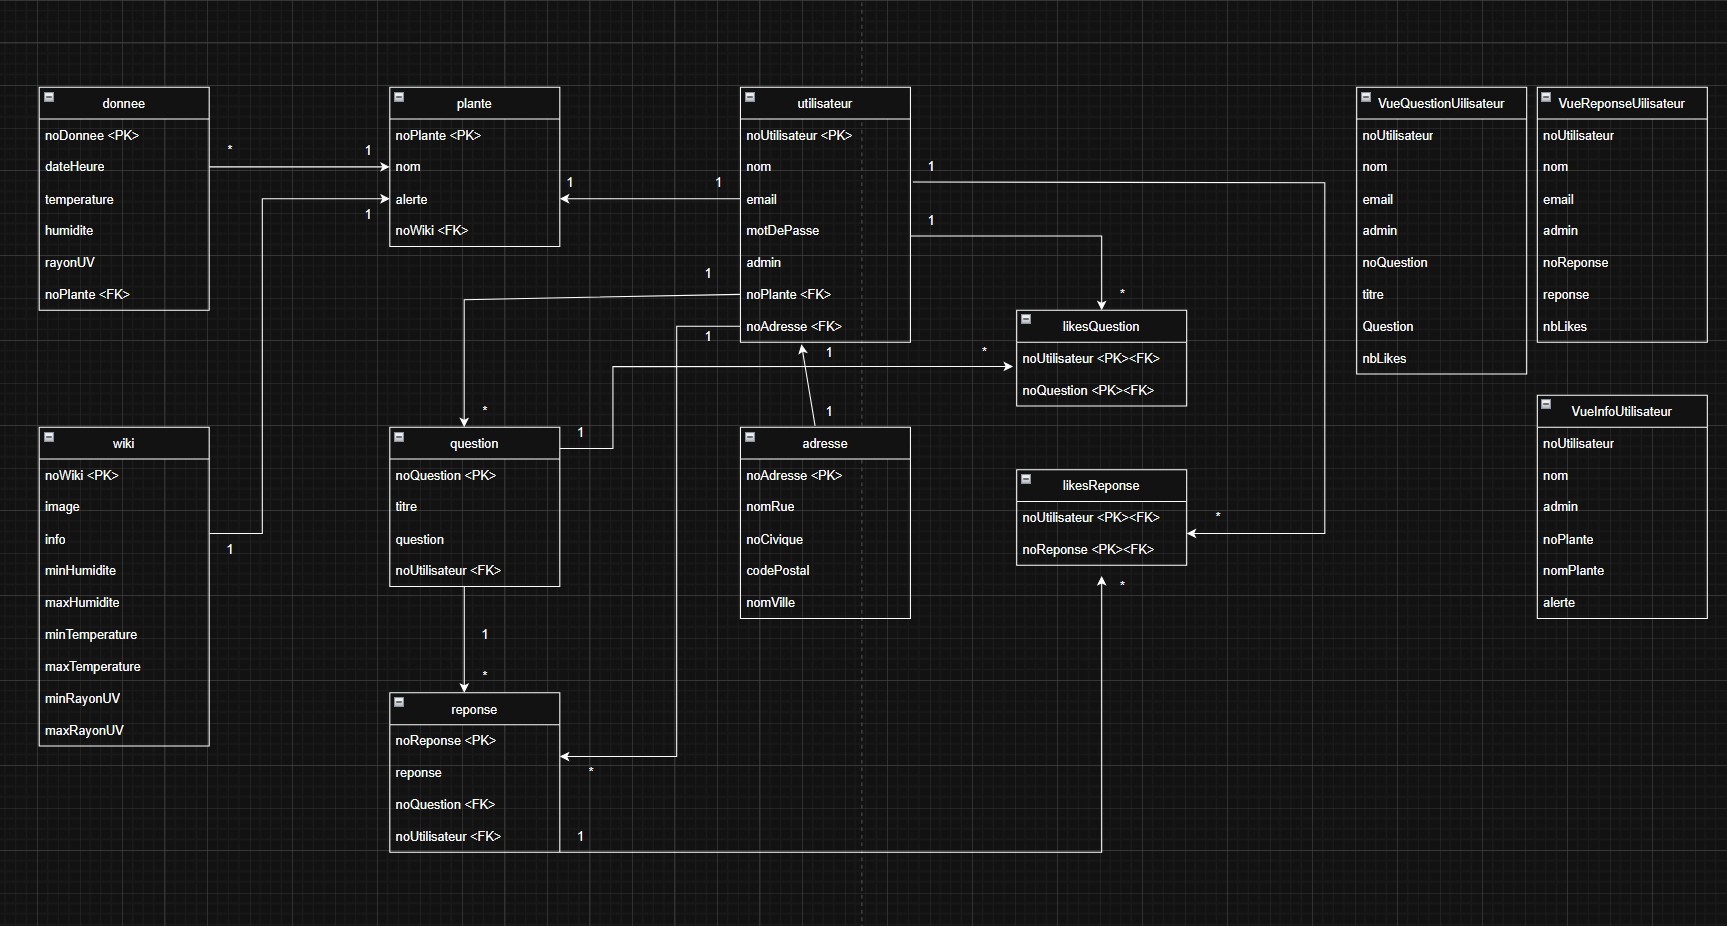 donnee
noDonnee <PK>
dateHeure
temperature
humidite
rayonUV
noPlante <FK>
*
1
plante
noPlante <PK>
nom
alerte
noWiki <FK>
1
1
1
utilisateur
noUtilisateur <PK>
nom
email
motDePasse
admin
noPlante <FK>
noAdresse <FK>
1
1
1
1
1
*
*
VueQuestionUilisateur
noUtilisateur
nom
email
admin
noQuestion
titre
Question
nbLikes
VueReponseUilisateur
noUtilisateur
nom
email
admin
noReponse
reponse
nbLikes
likesQuestion
noUtilisateur <PK><FK>
noQuestion <PK><FK>
VueInfoUtilisateur
noUtilisateur
nom
admin
noPlante
nomPlante
alerte
wiki
noWiki <PK>
image
info
minHumidite
maxHumidite
minTemperature
maxTemperature
minRayonUV
maxRayonUV
1
*
question
noQuestion <PK>
titre
question
noUtilisateur <FK>
1
1
adresse
noAdresse <PK>
nomRue
noCivique
codePostal
nomVille
likesReponse
noUtilisateur <PK><FK>
noReponse <PK><FK>
*
*
1
*
reponse
noReponse <PK>
reponse
noQuestion <FK>
noUtilisateur <FK>
*
1